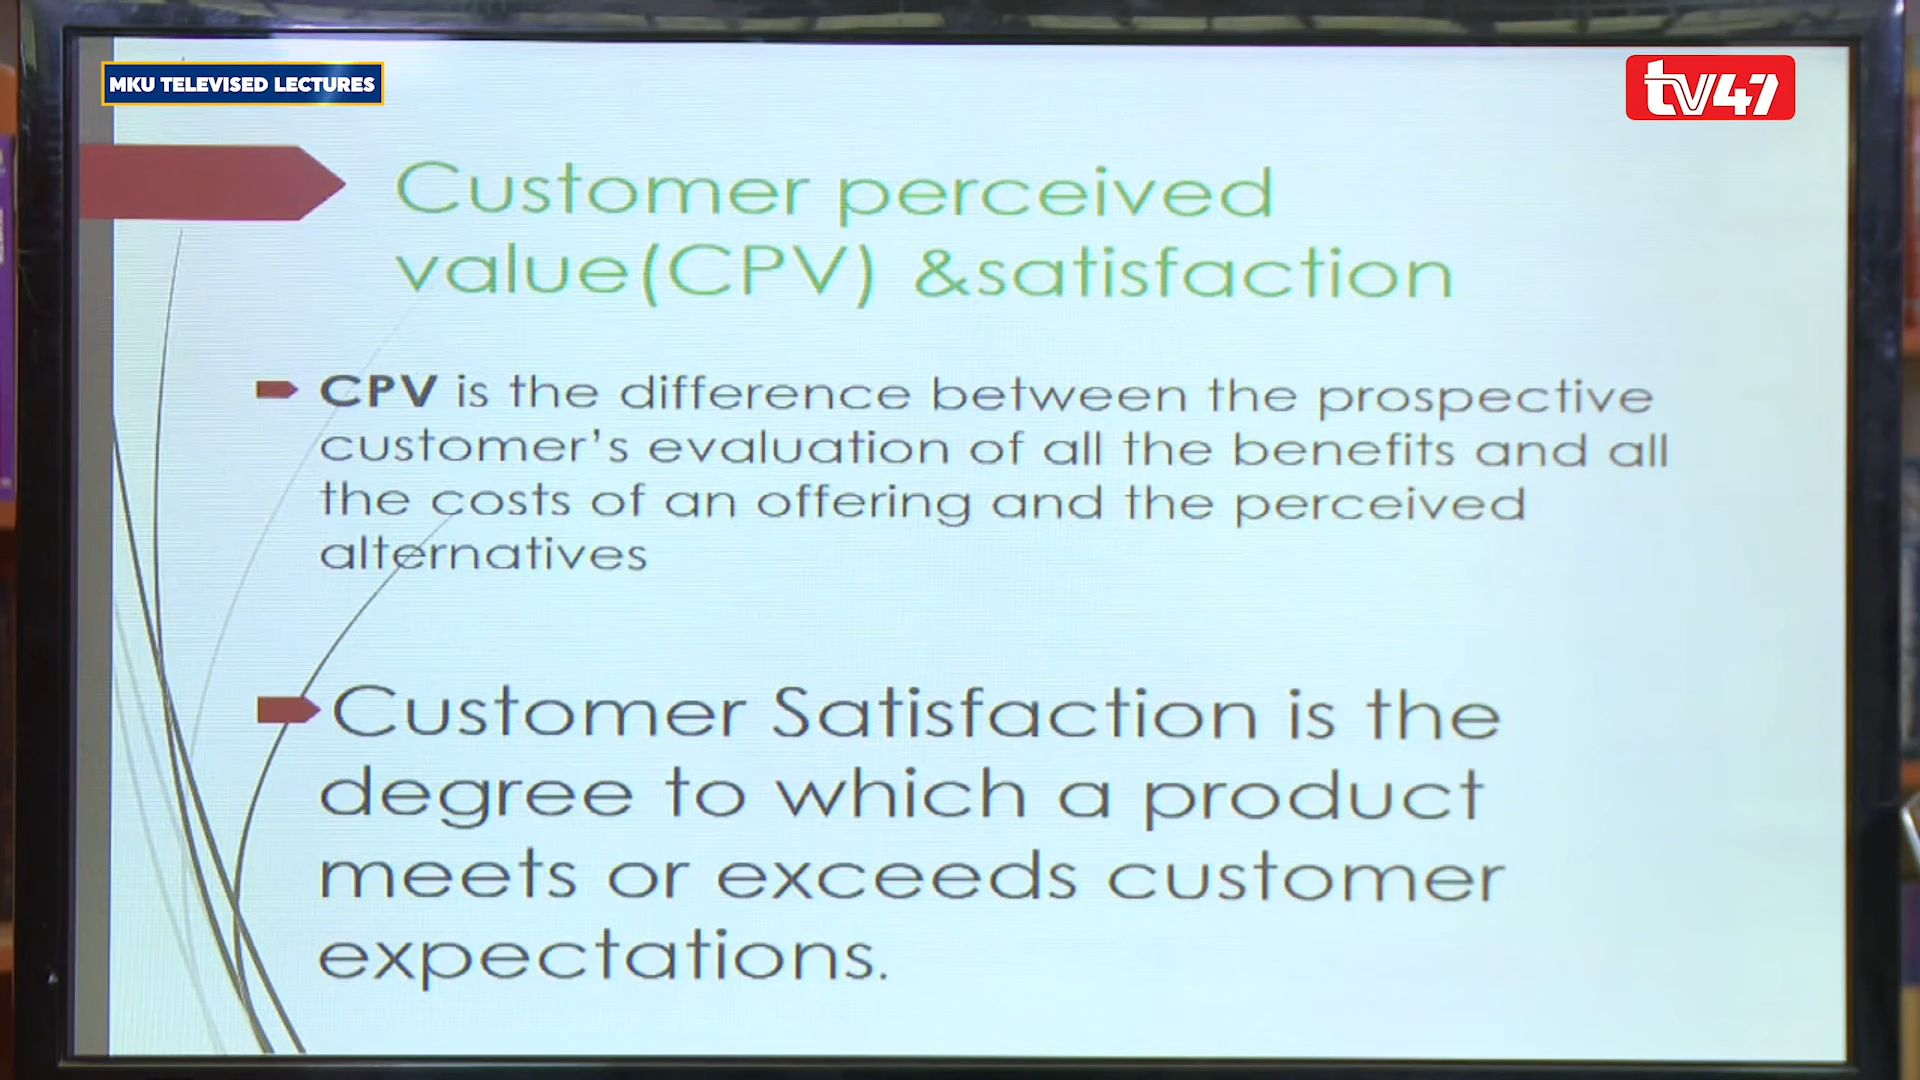 MKU TELEVISED LECTURES
tv47
Customer perceived
value(CPV) &satisfaction
CPV is the difference between the prospective
customer's evaluation of all the benefits and all
the costs of an offering and the perceived
alternatives
Customer Satisfaction is the
degree to which a product
meets or exceeds customer
expectations.